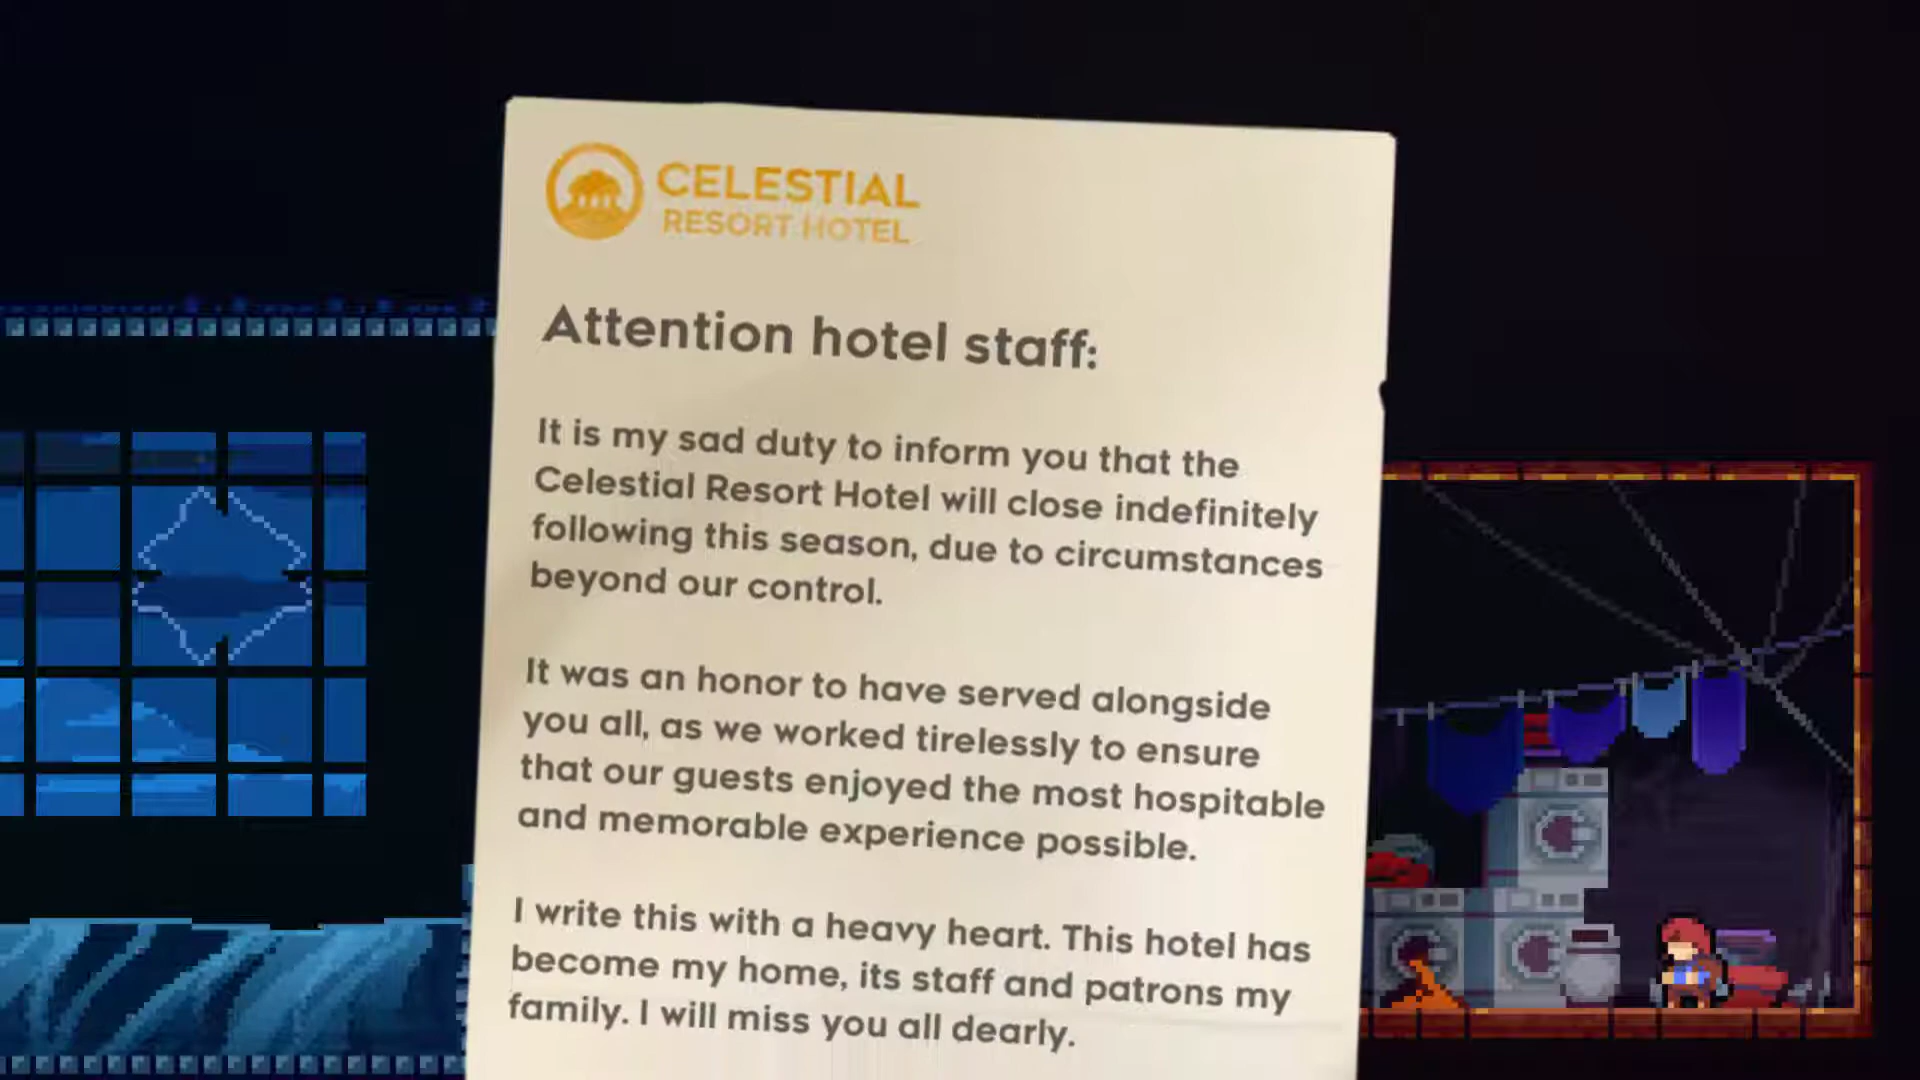 CELESTIAL
RESORT HOTEL
Attention hotel staff:
It is my sad duty to inform you that the
Celestial Resort Hotel will close indefinitely
following this season, due to circumstances
beyond our control.
It was an honor to have served alongside
you all, as we worked tirelessly to ensure
that our guests enjoyed the most hospitable
and memorable experience possible.
I write this with a heavy heart. This hotel has
become my home, its staff and patrons my
family. I will miss you all dearly.